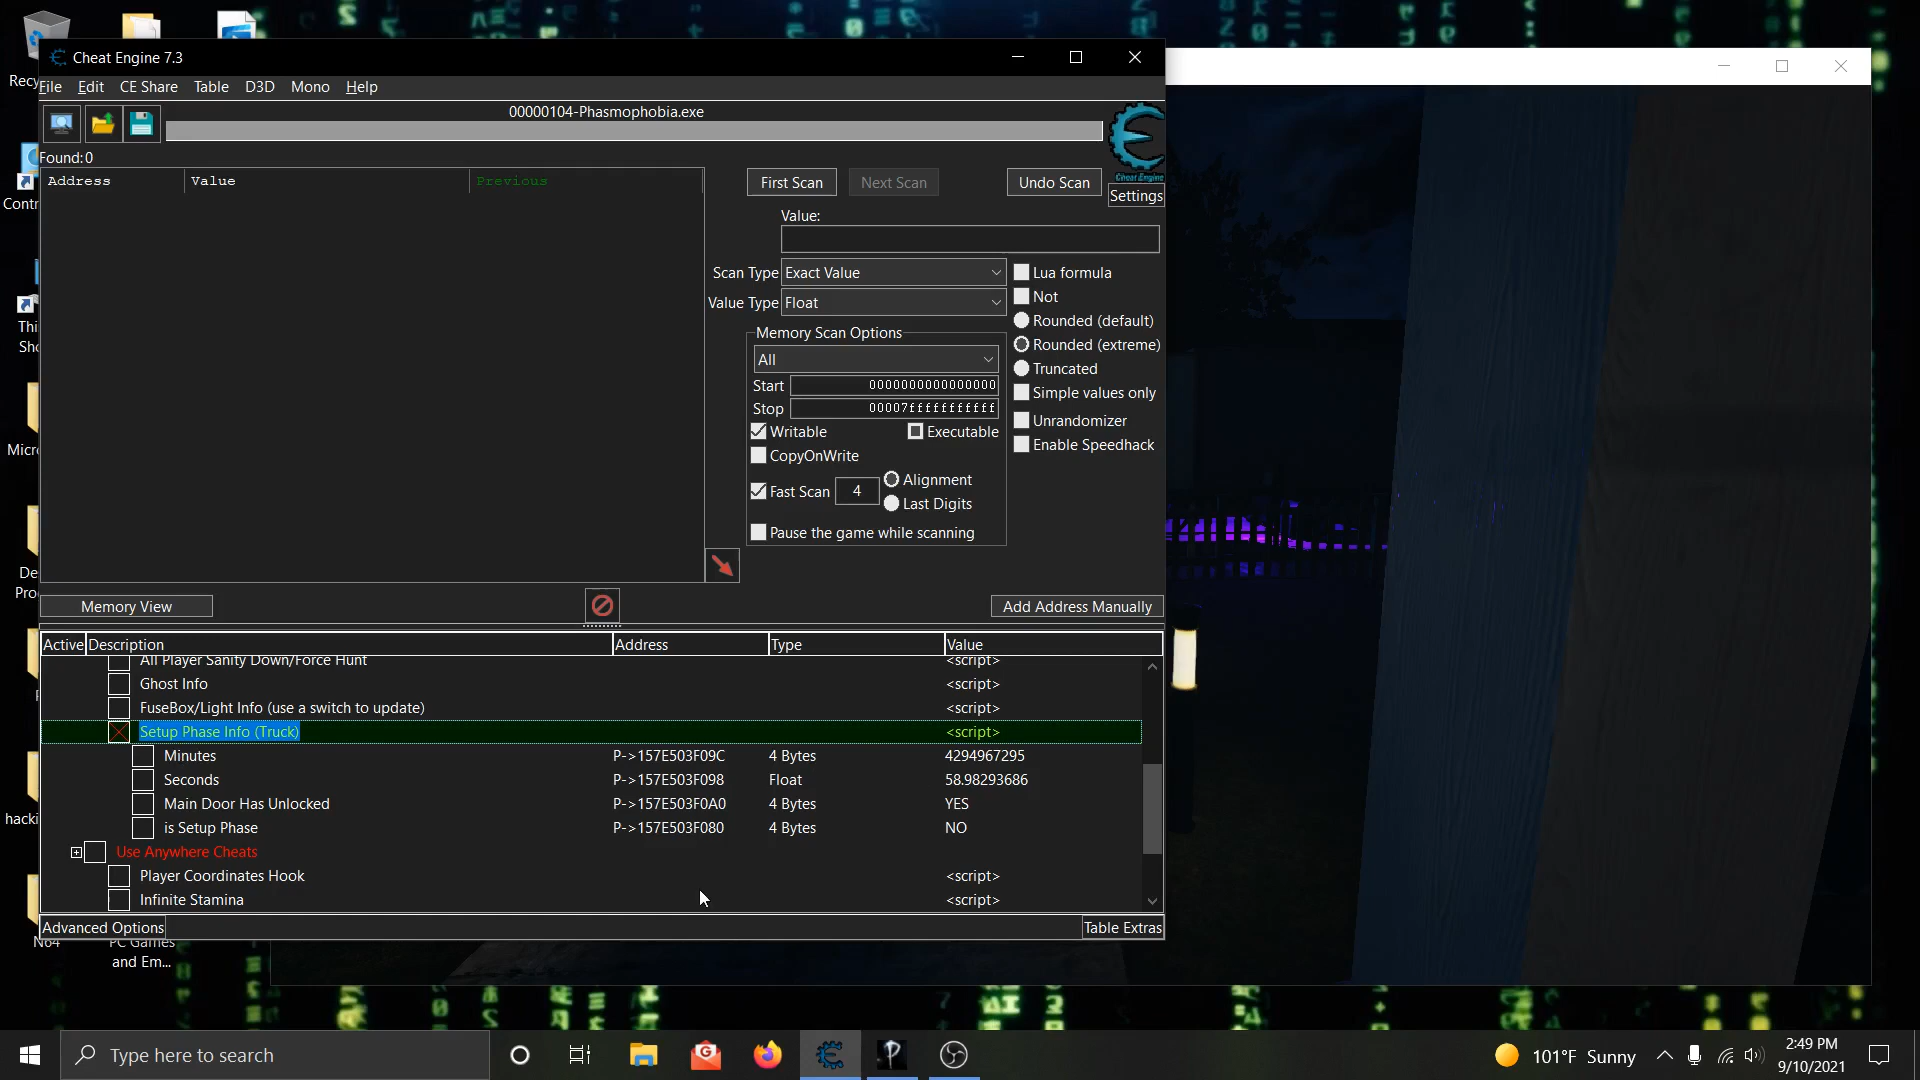 Cheat Engine 7.3
File Edit CE Share Table D3D Mono Help
00000104-Phasmophobia.exe
Found:0
Address Value Previous
First Scan Next Scan Undo Scan
Cheat Engine
Settings
Value:
Scan Type Exact Value
Lua formula
Not
Value Type Float
Rounded (default)
Memory Scan Options
Rounded (extreme)
All
Truncated
Start 0000000000000000
Simple values only
Stop 00007fffffffffff
Unrandomizer
Writable Executable
Enable Speedhack
CopyOnWrite
Fast Scan 4 Alignment
Last Digits
Pause the game while scanning
Memory View Add Address Manually
Active Description Address Type Value
All Player Sanity Down/Force Hunt <script>
Ghost Info <script>
FuseBox/Light Info (use a switch to update) <script>
Setup Phase Info (Truck) <script>
Minutes P->157E503F09C 4 Bytes 4294967295
Seconds P->157E503F098 Float 58.98293686
Main Door Has Unlocked P->157E503F0A0 4 Bytes YES
is Setup Phase P->157E503F080 4 Bytes NO
Use Anywhere Cheats
Player Coordinates Hook <script>
Infinite Stamina <script>
Advanced Options Table Extras
Recy
Contr
Thi
Sho
Micro
De
Pro
hacki
N64
PC Games
and Em...
Type here to search
101°F Sunny
2:49 PM
9/10/2021